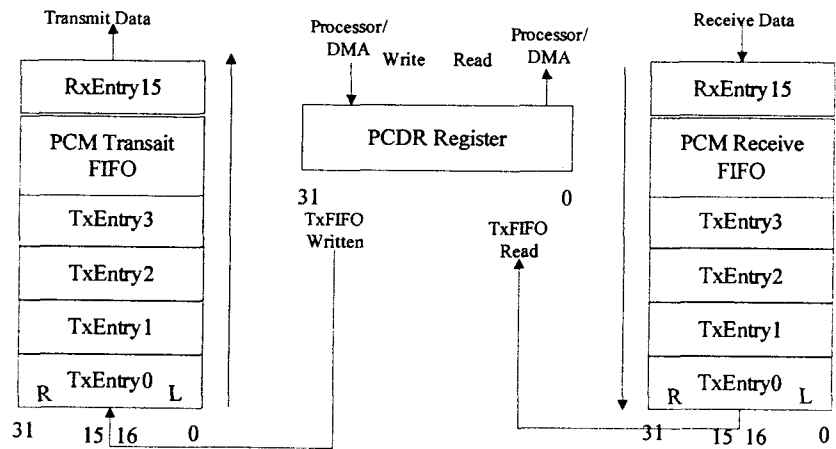 Transmit Data
RxEntry15
PCM Transait
FIFO
TxEntry3
TxEntry2
TxEntry1
TxEntry0
R L
31 15 16 0
Processor/
DMA
Write Read
Processor/
DMA
PCDR Register
31 0
TxFIFO
Written
TxFIFO
Read
Receive Data
RxEntry15
PCM Receive
FIFO
TxEntry3
TxEntry2
TxEntry1
TxEntry0
R L
31 15 16 0